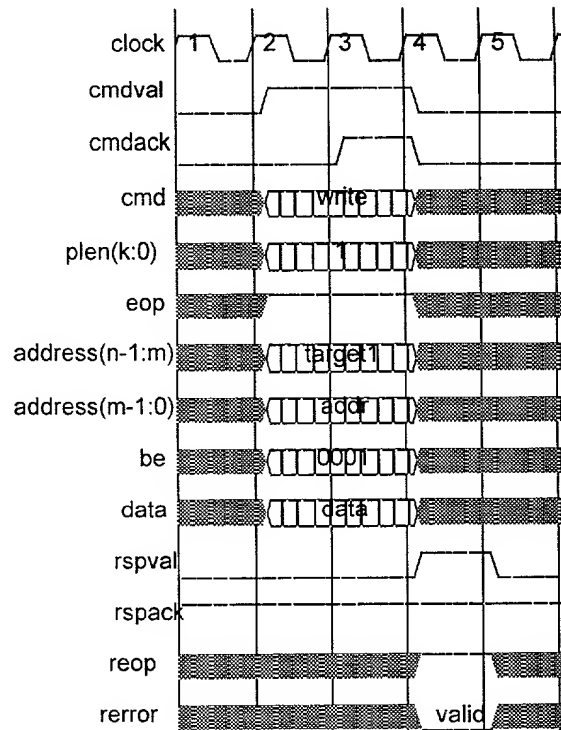 clock 1 2 3 4 5
cmdval
cmdack
cmd write
plen(k:0) 1
eop
address(n-1:m) target1
address(m-1:0) addr
be 0001
data data
rspval
rspack
reop
rerror valid